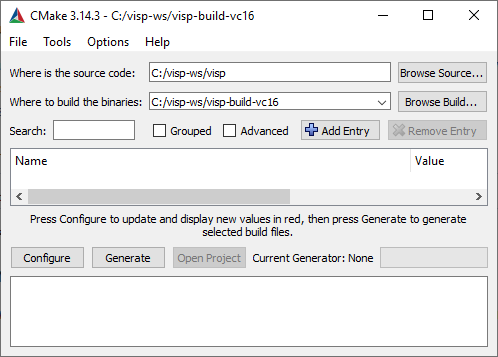 CMake 3.14.3 - C:/visp-ws/visp-build-vc16
File Tools Options Help
Where is the source code: C:/visp-ws/visp Browse Source...
Where to build the binaries: C:/visp-ws/visp-build-vc16 Browse Build...
Search: Grouped Advanced Add Entry Remove Entry
Name Value
Press Configure to update and display new values in red, then press Generate to generate
selected build files.
Configure Generate Open Project Current Generator: None